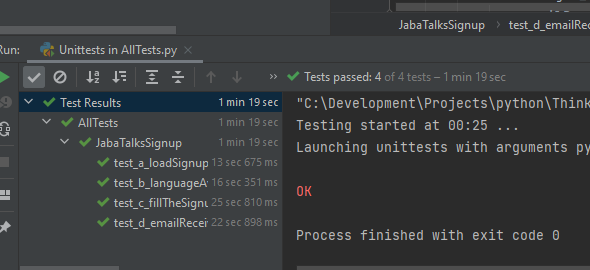 JabaTalksSignup test_d_emailRece
Run: Unittests in AllTests.py
Tests passed: 4 of 4 tests – 1 min 19 sec
Test Results 1 min 19 sec
AllTests 1 min 19 sec
JabaTalksSignup 1 min 19 sec
test_a_loadSignup 13 sec 675 ms
test_b_languageA 16 sec 351 ms
test_c_fillTheSignu 25 sec 810 ms
test_d_emailRecei 22 sec 898 ms
"C:\Development\Projects\python\Think
Testing started at 00:25 ...
Launching unittests with arguments py
OK
Process finished with exit code 0